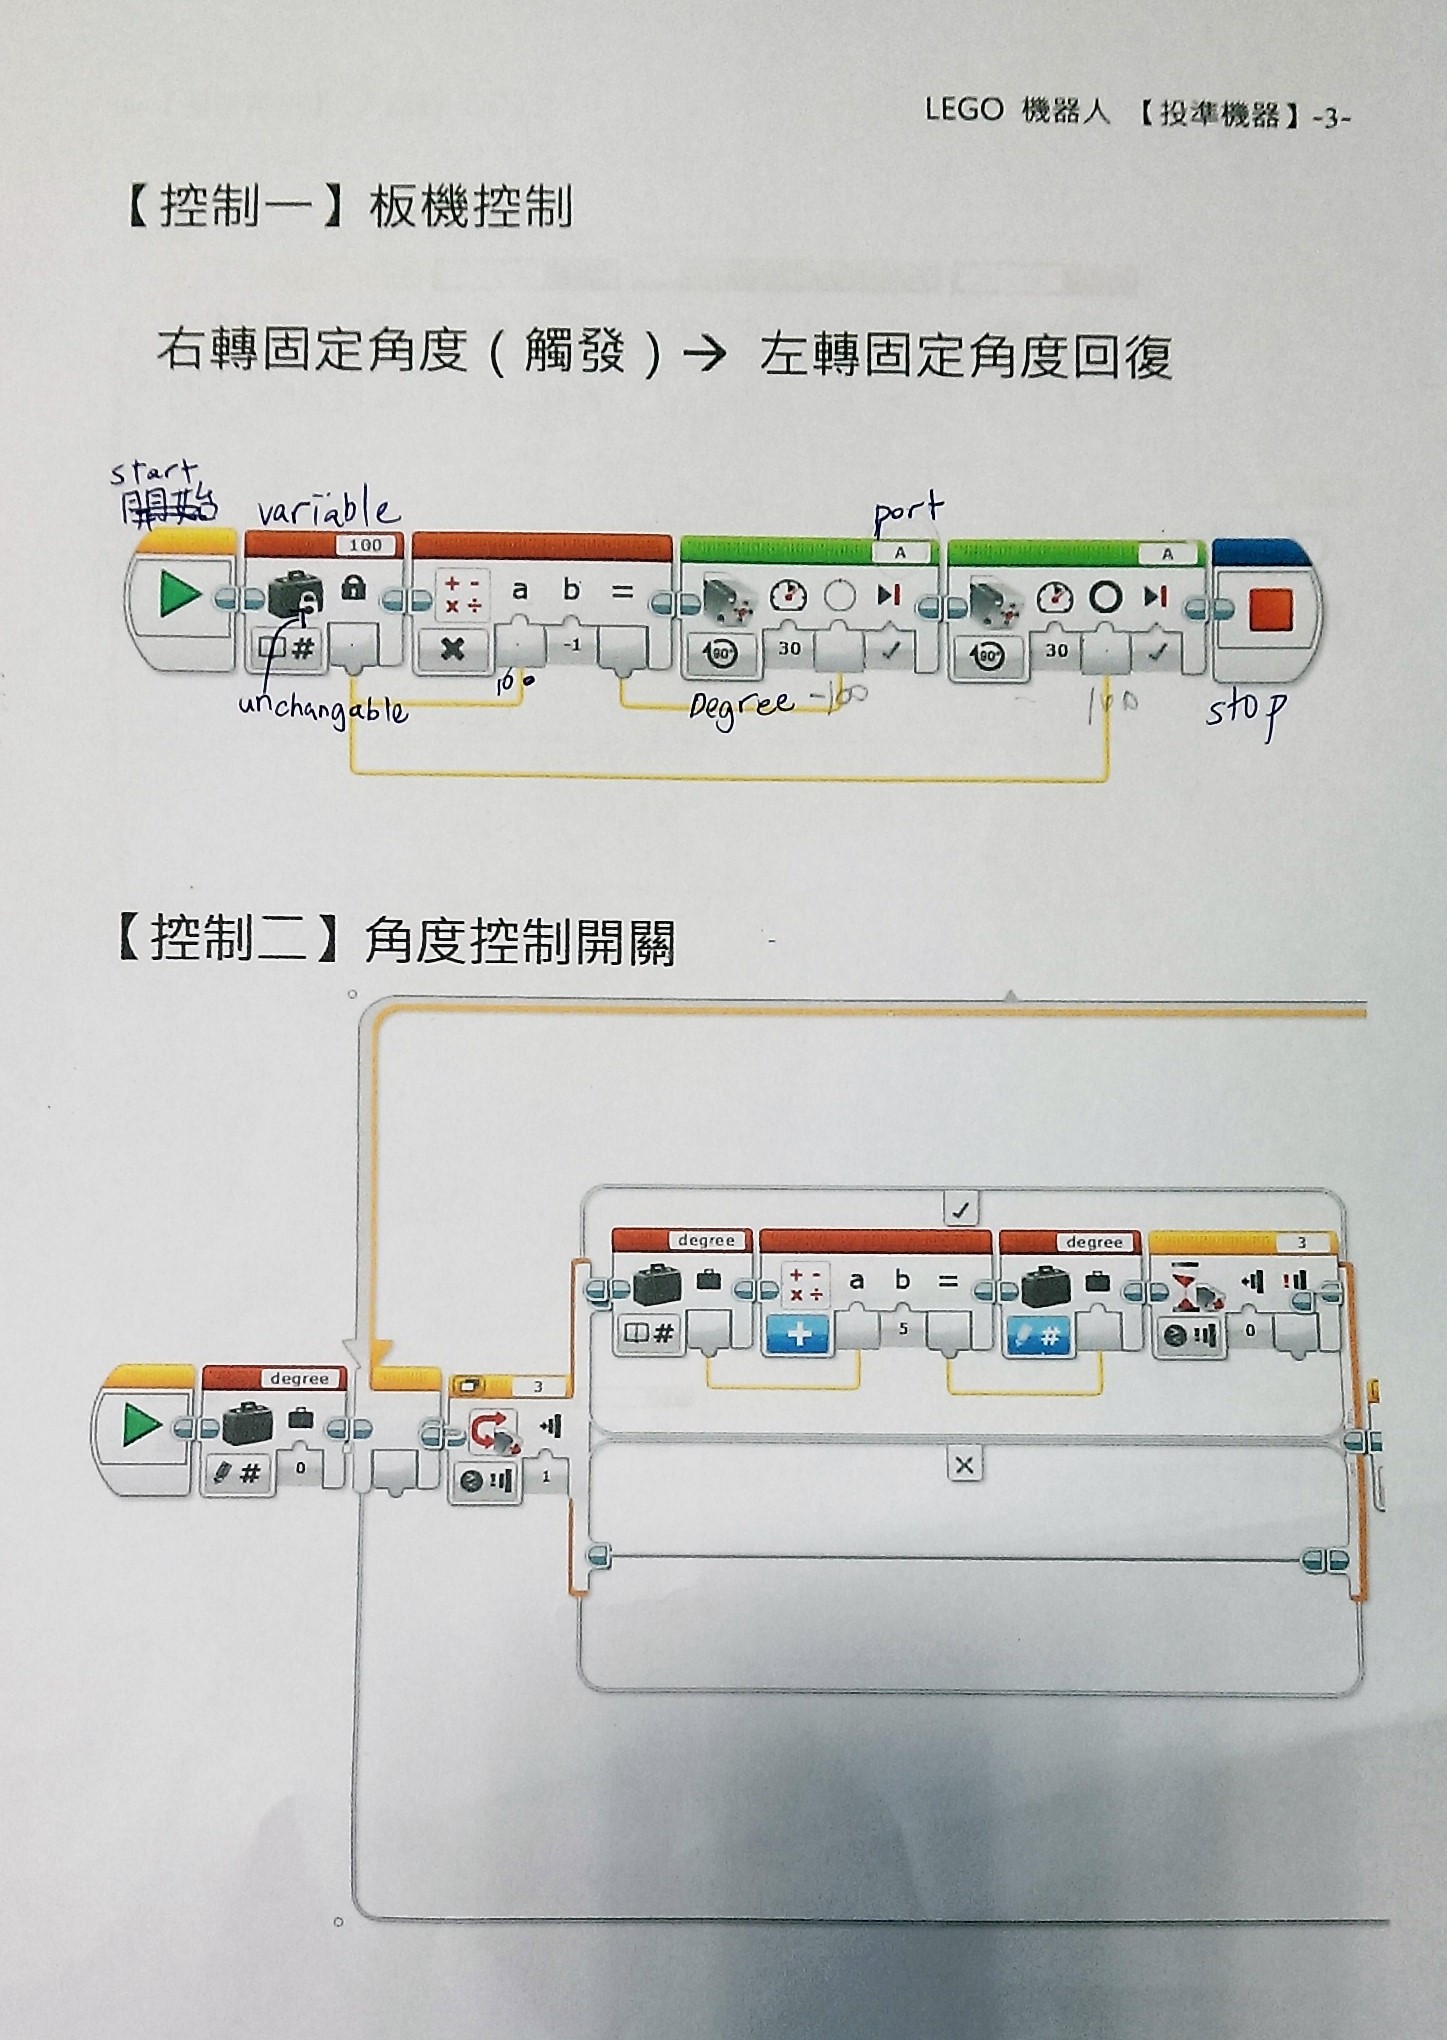 LEGO 機器人 【投準機器】-3-
【控制一】板機控制
右轉固定角度(觸發)→ 左轉固定角度回復
start
開始 variable port
100 A A
a b =
# -1 90° 30 90° 30
unchangable 100 Degree -100 100 stop
【控制二】角度控制開關
degree degree 3
a b =
# + 5 # 0
degree 3
# 0 1